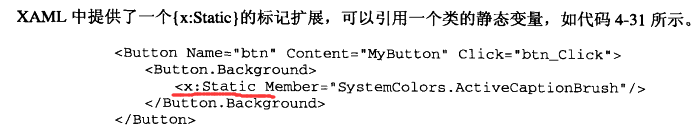 XAML 中提供了一个{x:Static}的标记扩展，可以引用一个类的静态变量，如代码 4-31 所示。
<Button Name="btn" Content="MyButton" Click="btn_Click">
<Button.Background>
<x:Static Member="SystemColors.ActiveCaptionBrush"/>
</Button.Background>
</Button>